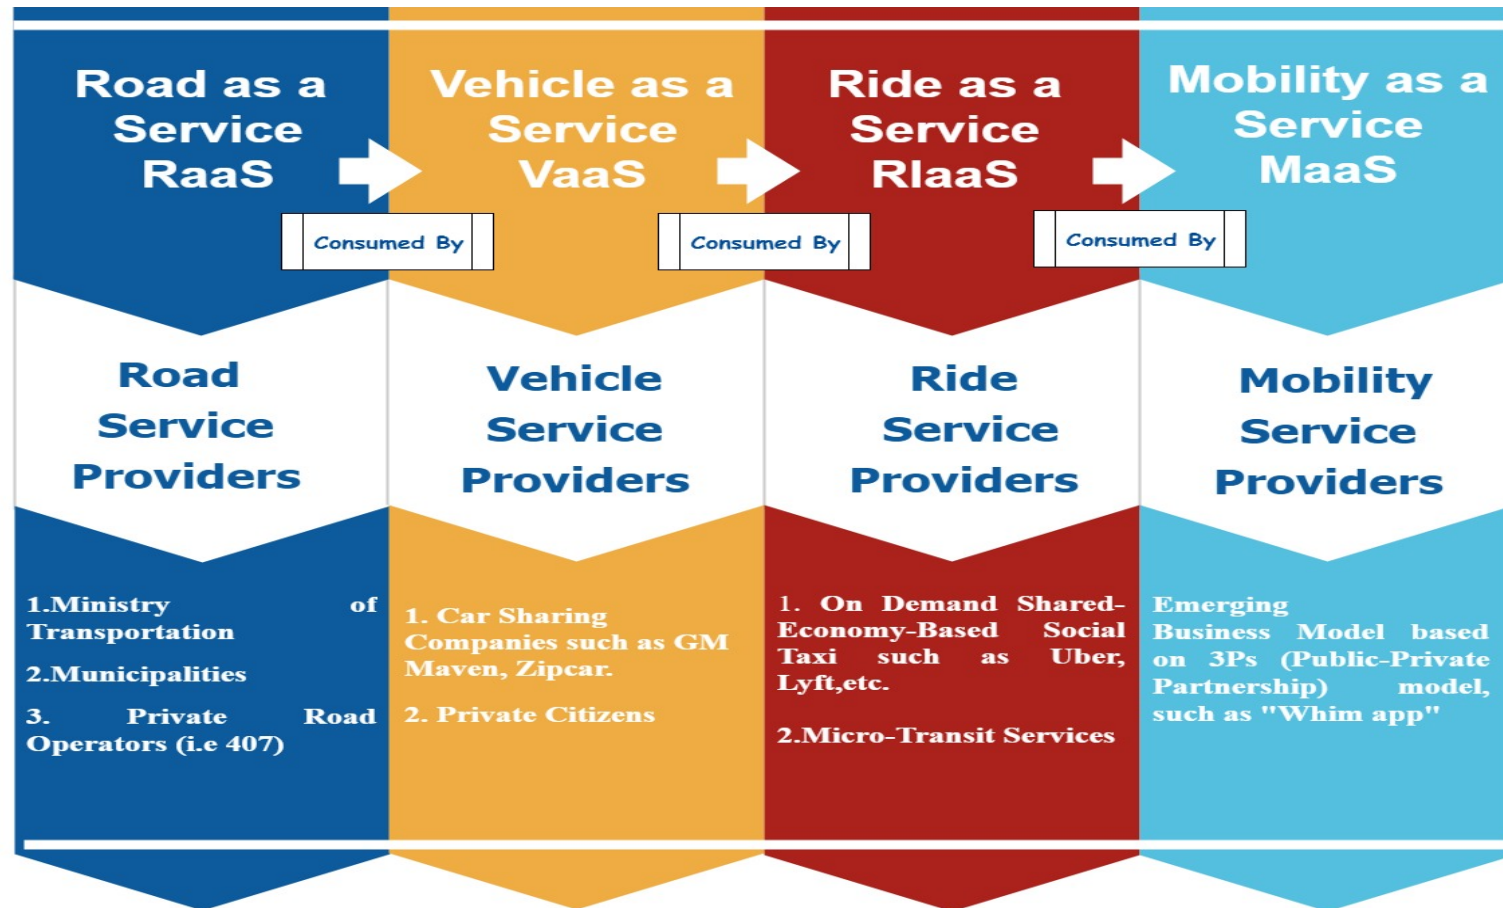 Road as a
Service
RaaS
Consumed By
Vehicle as a
Service
VaaS
Consumed By
Ride as a
Service
RIaaS
Consumed By
Mobility as a
Service
MaaS
Road
Service
Providers
Vehicle
Service
Providers
Ride
Service
Providers
Mobility
Service
Providers
1.Ministry of
Transportation
2.Municipalities
3. Private Road
Operators (i.e 407)
1. Car Sharing
Companies such as GM
Maven, Zipcar.
2. Private Citizens
1. On Demand Shared-
Economy-Based Social
Taxi such as Uber,
Lyft,etc.
2.Micro-Transit Services
Emerging
Business Model based
on 3Ps (Public-Private
Partnership) model,
such as "Whim app"